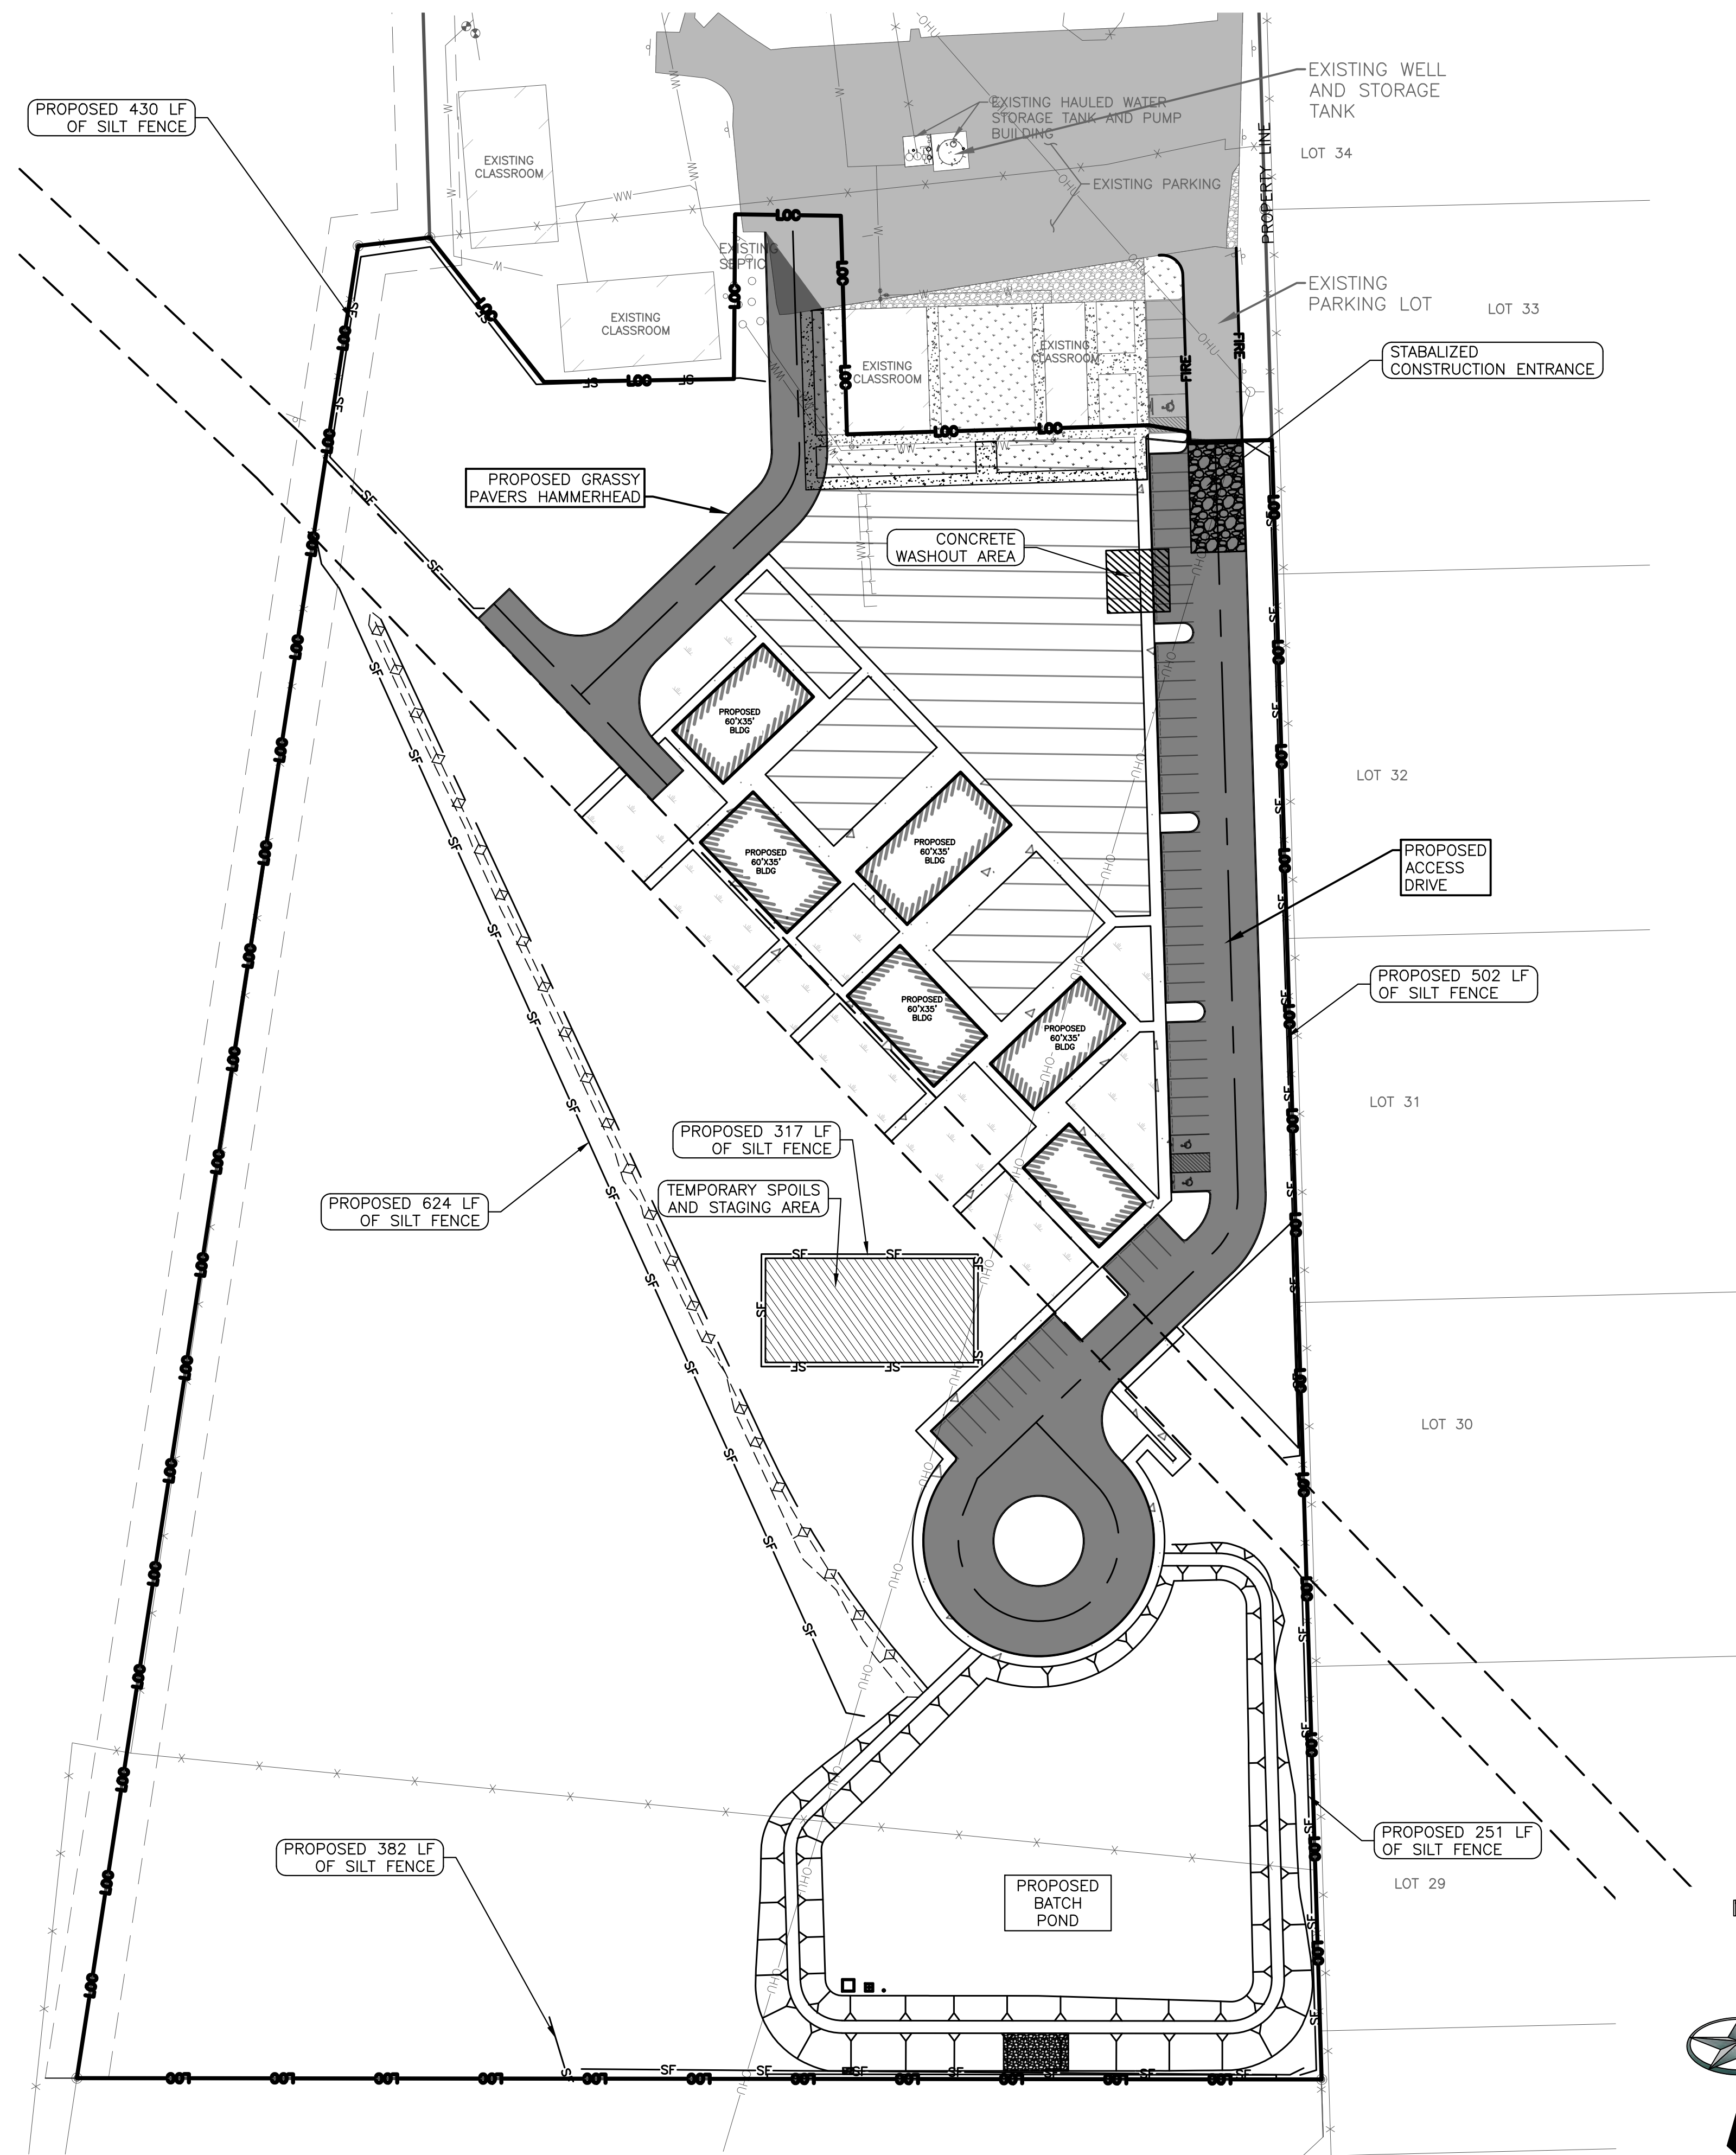 EXISTING WELL
AND STORAGE
TANK
PROPOSED 430 LF
OF SILT FENCE
EXISTING HAULED WATER
STORAGE TANK AND PUMP
BUILDING
PROPERTY LINE
LOT 34
EXISTING
CLASSROOM
EXISTING PARKING
EXISTING
SEPTIC
EXISTING
PARKING LOT
LOT 33
EXISTING
CLASSROOM
EXISTING
CLASSROOM
EXISTING
CLASSROOM
FIRE
FIRE
STABALIZED
CONSTRUCTION ENTRANCE
PROPOSED GRASSY
PAVERS HAMMERHEAD
CONCRETE
WASHOUT AREA
PROPOSED
60'X35'
BLDG
LOT 32
PROPOSED
60'X35'
BLDG
PROPOSED
60'X35'
BLDG
PROPOSED
ACCESS
DRIVE
PROPOSED 502 LF
OF SILT FENCE
PROPOSED
60'X35'
BLDG
PROPOSED
60'X35'
BLDG
LOT 31
PROPOSED 317 LF
OF SILT FENCE
TEMPORARY SPOILS
AND STAGING AREA
PROPOSED 624 LF
OF SILT FENCE
LOT 30
PROPOSED 382 LF
OF SILT FENCE
PROPOSED 251 LF
OF SILT FENCE
PROPOSED
BATCH
POND
LOT 29
LOC
SF
OHU
WW
W